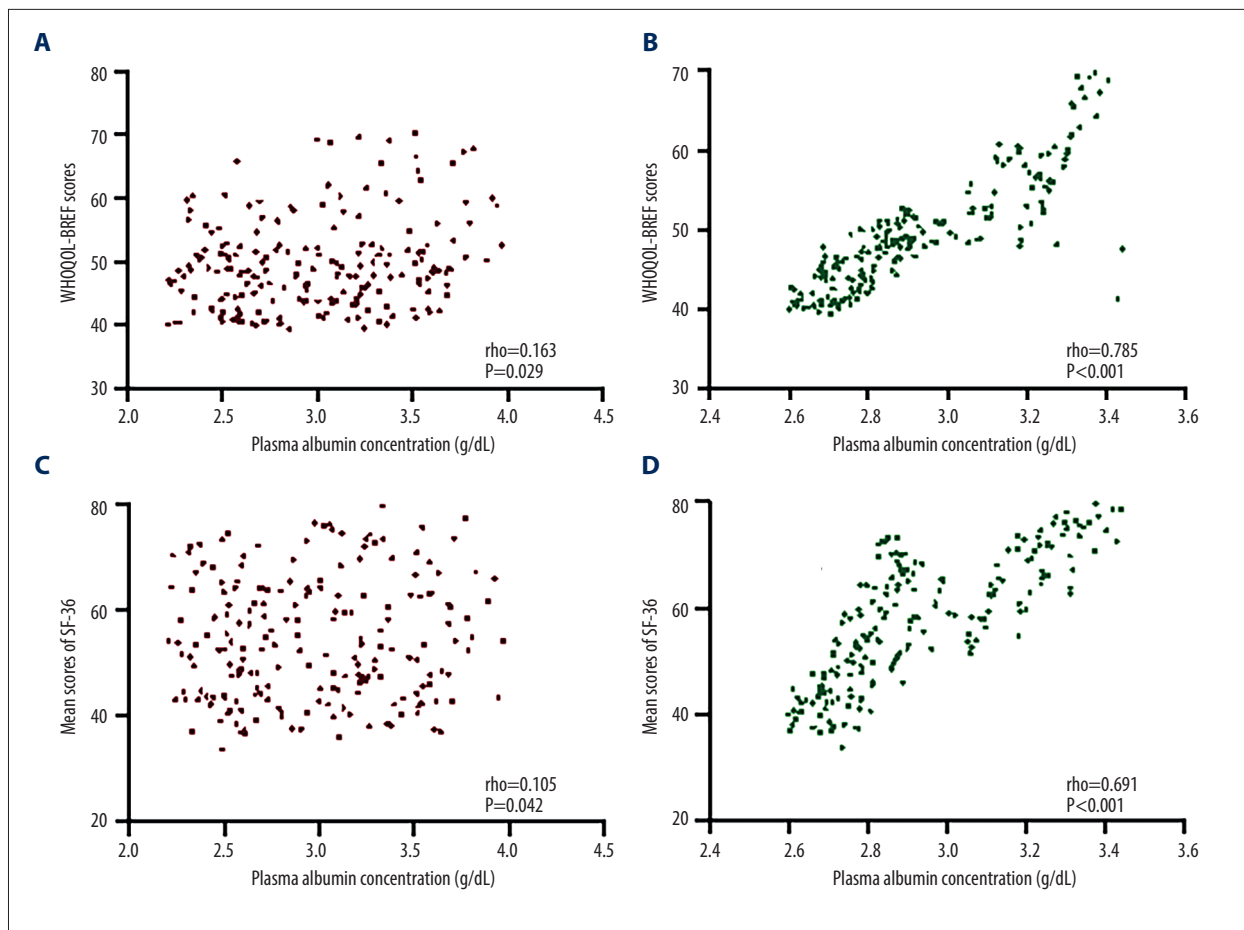 A
WHOQOL-BREF scores
80
70
60
50
40
30
2.0 2.5 3.0 3.5 4.0 4.5
Plasma albumin concentration (g/dL)
rho=0.163
P=0.029
B
WHOQOL-BREF scores
70
60
50
40
30
2.4 2.6 2.8 3.0 3.2 3.4 3.6
Plasma albumin concentration (g/dL)
rho=0.785
P<0.001
C
Mean scores of SF-36
80
60
40
20
2.0 2.5 3.0 3.5 4.0 4.5
Plasma albumin concentration (g/dL)
rho=0.105
P=0.042
D
Mean scores of SF-36
80
60
40
20
2.4 2.6 2.8 3.0 3.2 3.4 3.6
Plasma albumin concentration (g/dL)
rho=0.691
P<0.001